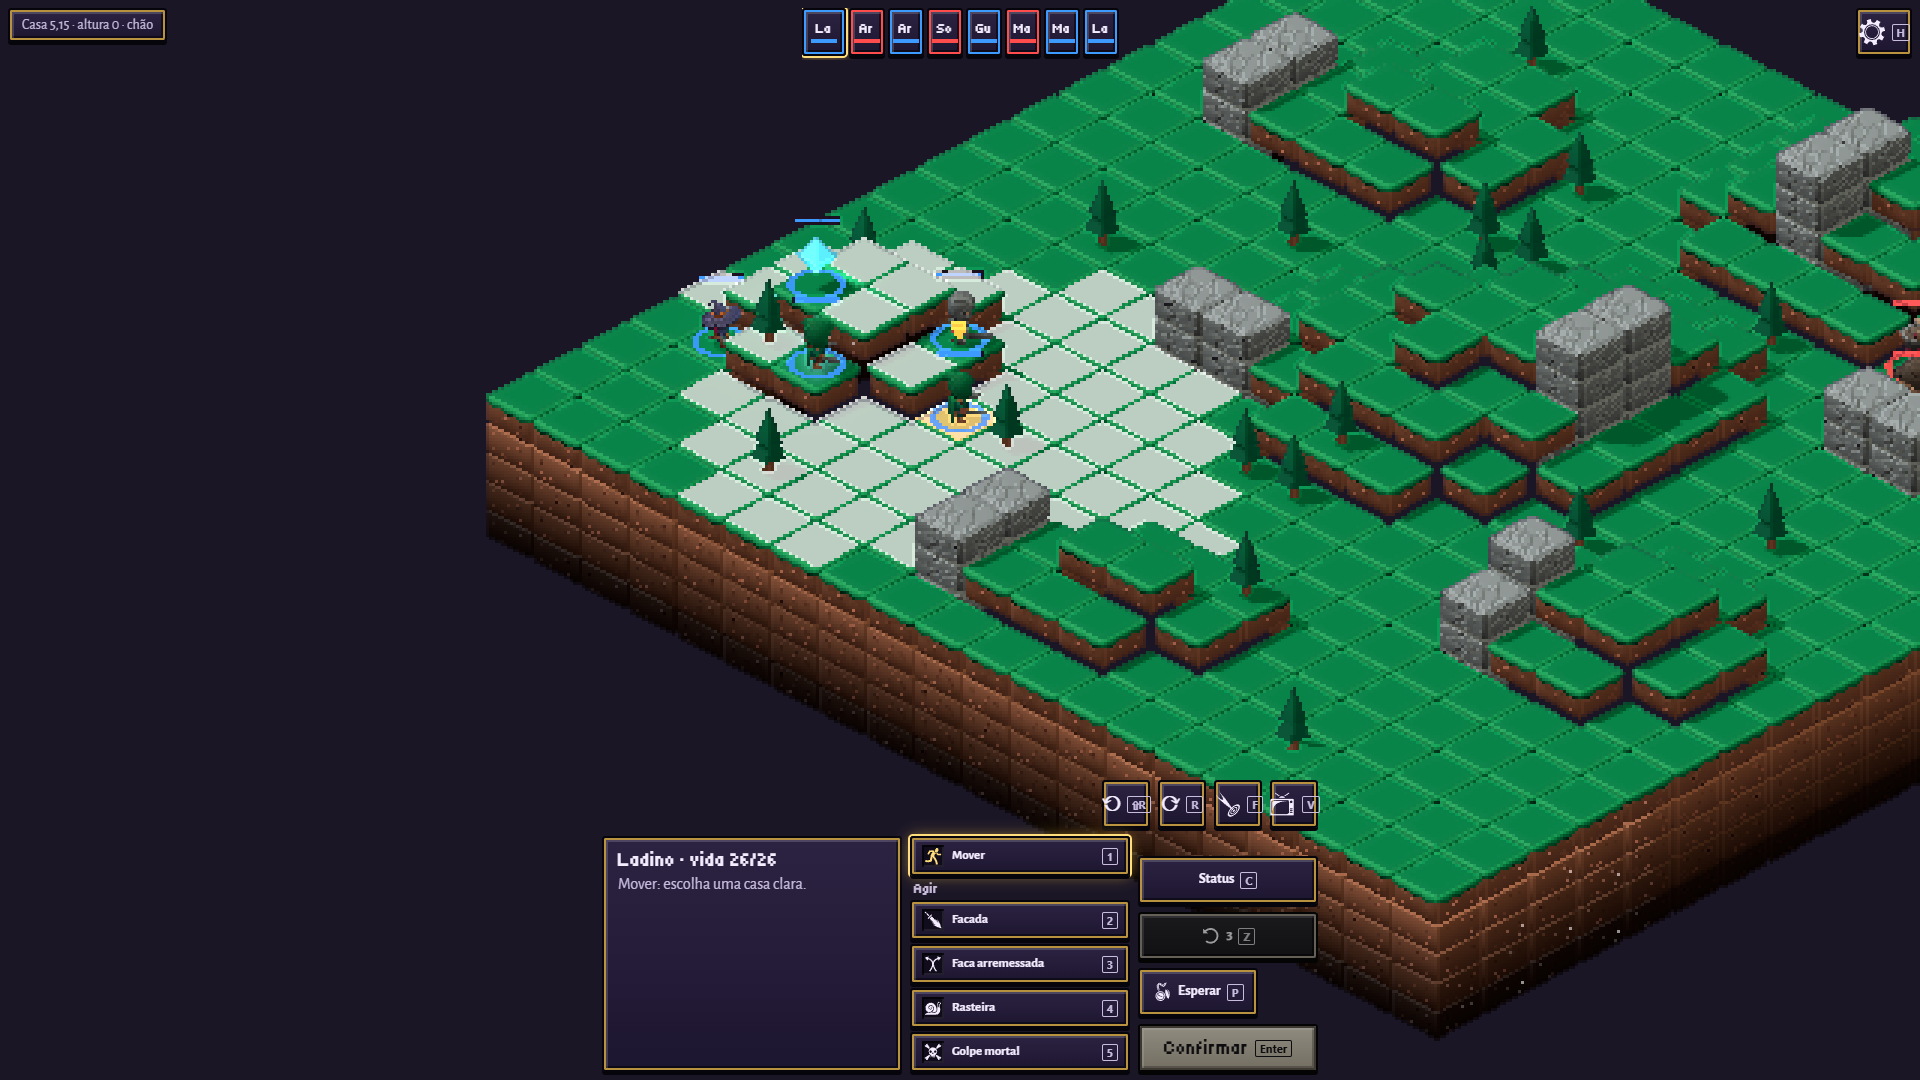 Casa 5,15 · altura 0 · chão
La Ar Ar So Gu Ma Ma La
H
⇧R R F V
Ladino · vida 26/26
Mover: escolha uma casa clara.
Mover 1
Agir
Facada 2
Faca arremessada 3
Rasteira 4
Golpe mortal 5
Status C
3 Z
Esperar P
Confirmar Enter